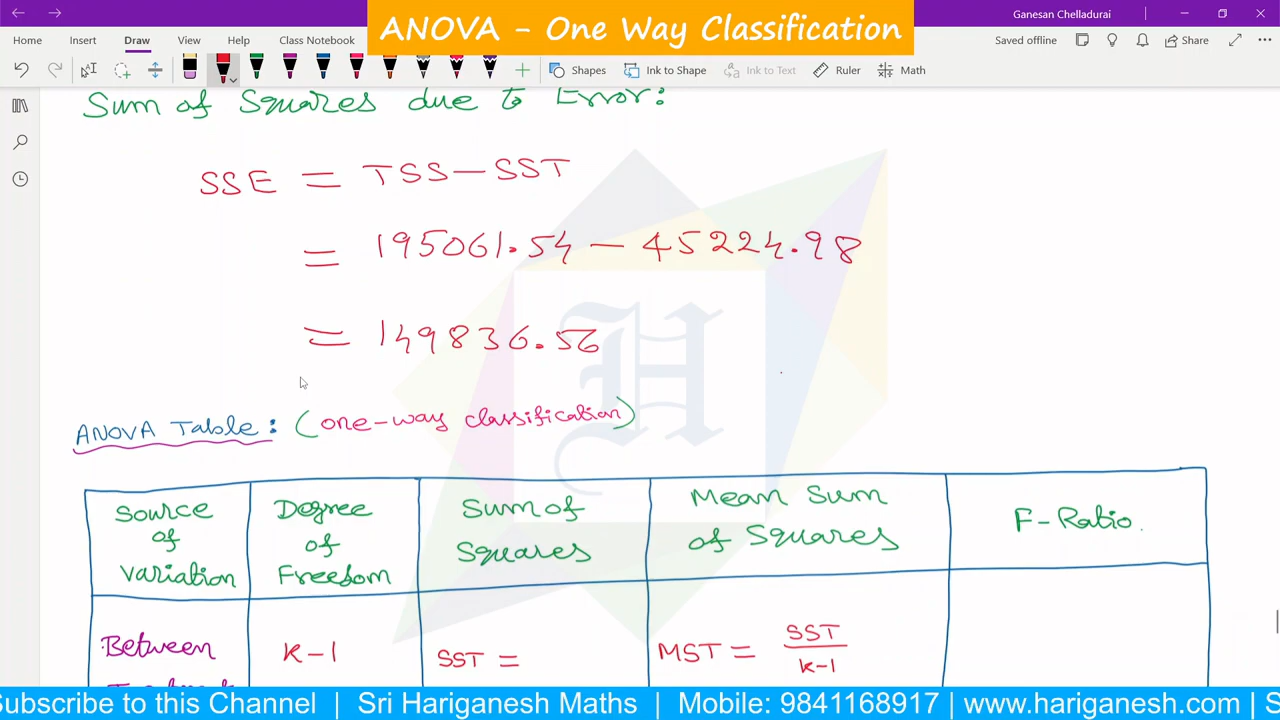 ANOVA - One Way Classification
Ganesan Chelladurai
Home Insert Draw View Help Class Notebook
Saved offline Share
Shapes Ink to Shape Ink to Text Ruler Math
Sum of Squares due to Error:
SSE = TSS - SST
= 195061.54 - 45224.98
= 149836.56
ANOVA Table: (one-way classification)
Source of variation
Degree of Freedom
Sum of Squares
Mean Sum of Squares
F-Ratio.
Between
K-1
SST =
MST = SST / K-1
Subscribe to this Channel | Sri Hariganesh Maths | Mobile: 9841168917 | www.hariganesh.com | S